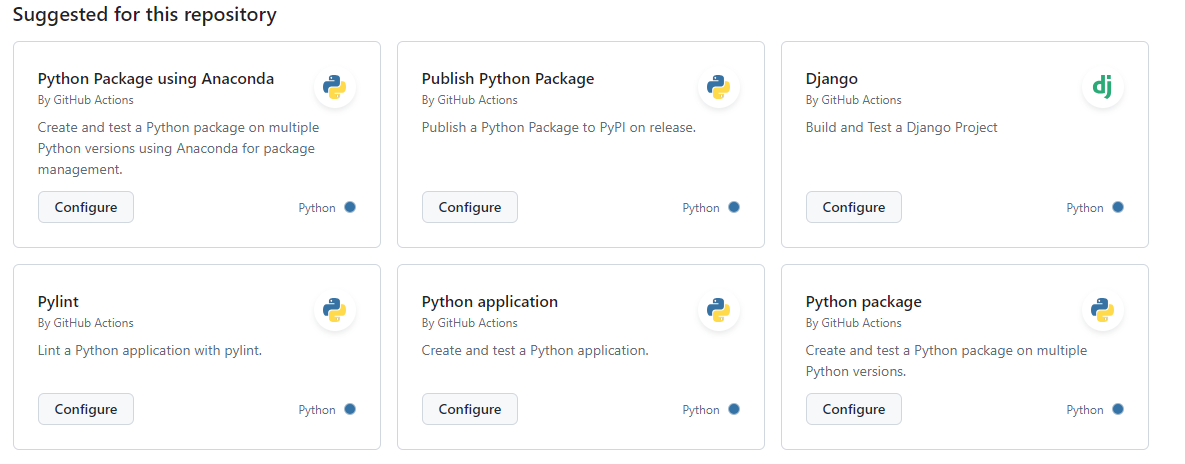 Suggested for this repository
Python Package using Anaconda
By GitHub Actions
Create and test a Python package on multiple
Python versions using Anaconda for package
management.
Configure
Python
Publish Python Package
By GitHub Actions
Publish a Python Package to PyPI on release.
Configure
Python
Django
By GitHub Actions
dj
Build and Test a Django Project
Configure
Python
Pylint
By GitHub Actions
Lint a Python application with pylint.
Configure
Python
Python application
By GitHub Actions
Create and test a Python application.
Configure
Python
Python package
By GitHub Actions
Create and test a Python package on multiple
Python versions.
Configure
Python